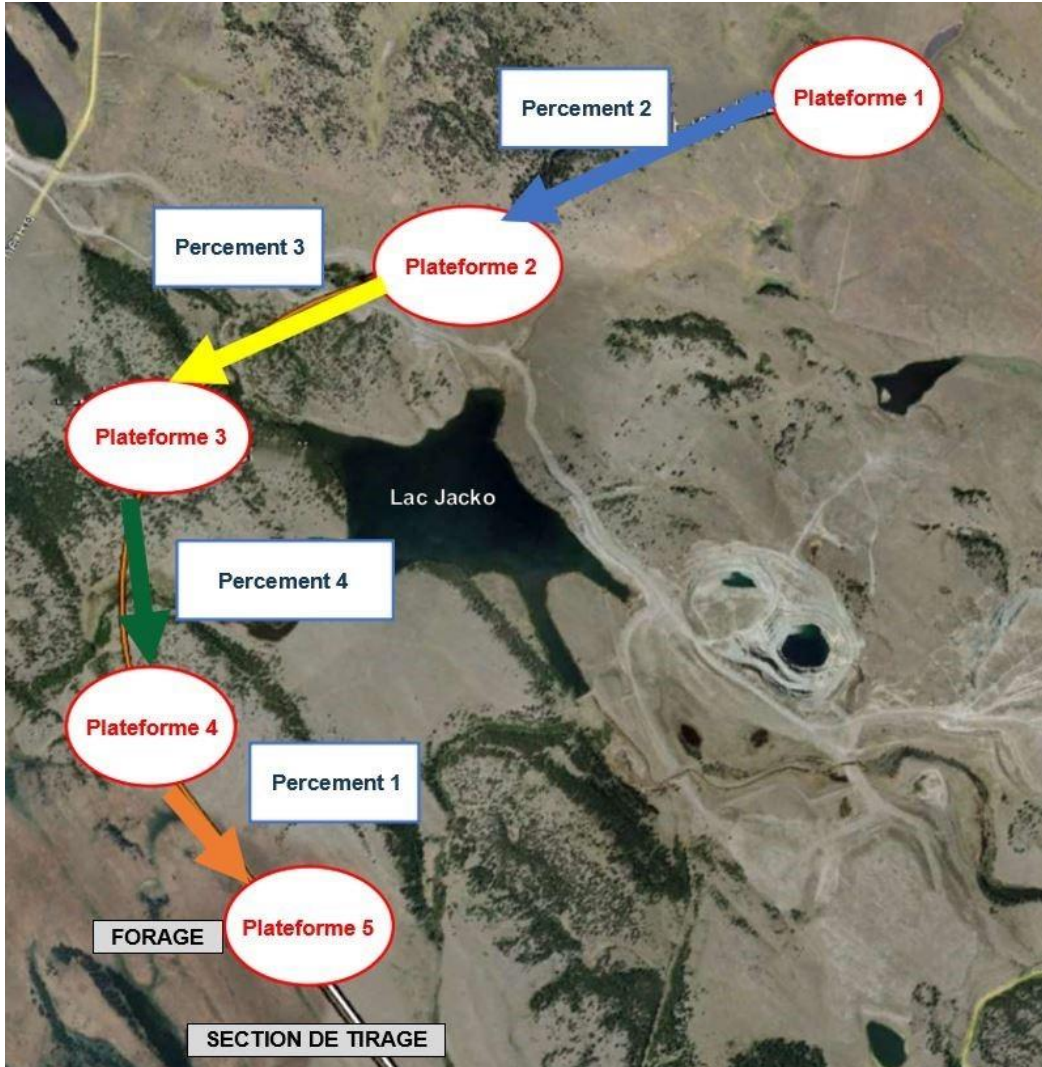 Plateforme 1
Percement 2
Percement 3
Plateforme 2
Plateforme 3
Lac Jacko
Percement 4
Plateforme 4
Percement 1
Plateforme 5
FORAGE
SECTION DE TIRAGE